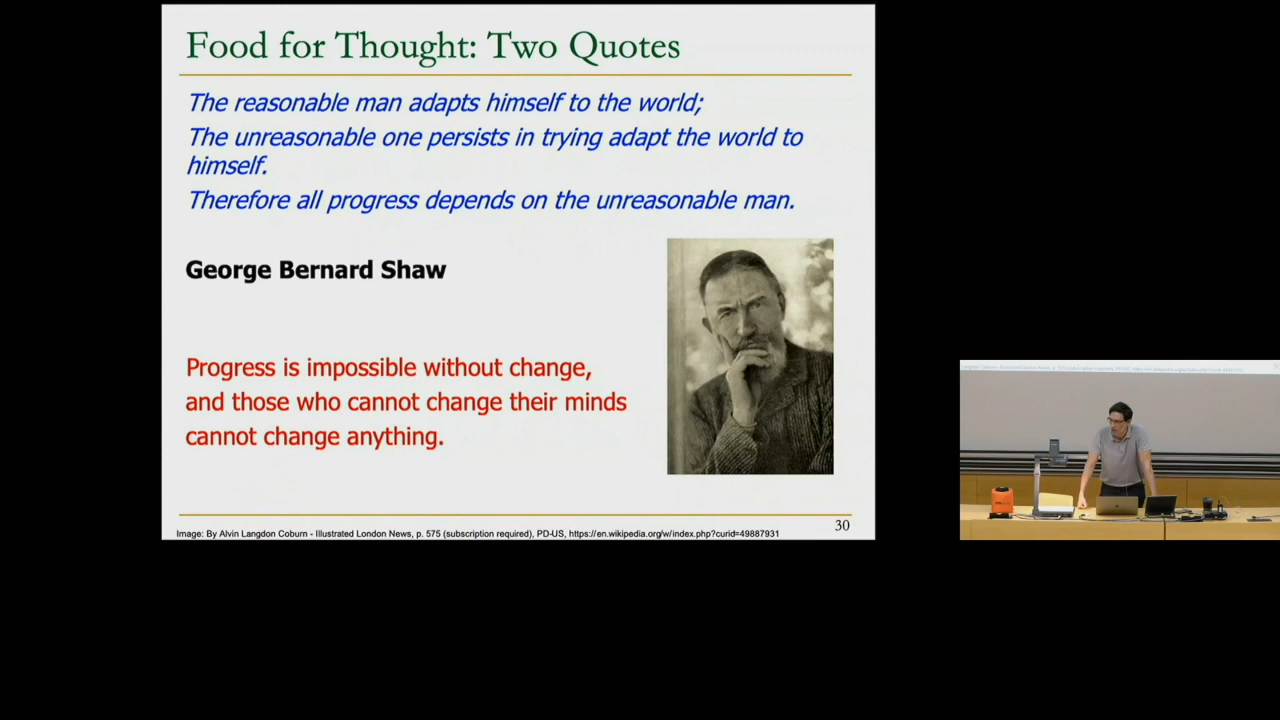 Food for Thought: Two Quotes
The reasonable man adapts himself to the world;
The unreasonable one persists in trying adapt the world to
himself.
Therefore all progress depends on the unreasonable man.
George Bernard Shaw
Progress is impossible without change,
and those who cannot change their minds
cannot change anything.
30
Image: By Alvin Langdon Coburn - Illustrated London News, p. 575 (subscription required), PD-US, https://en.wikipedia.org/w/index.php?curid=49887931